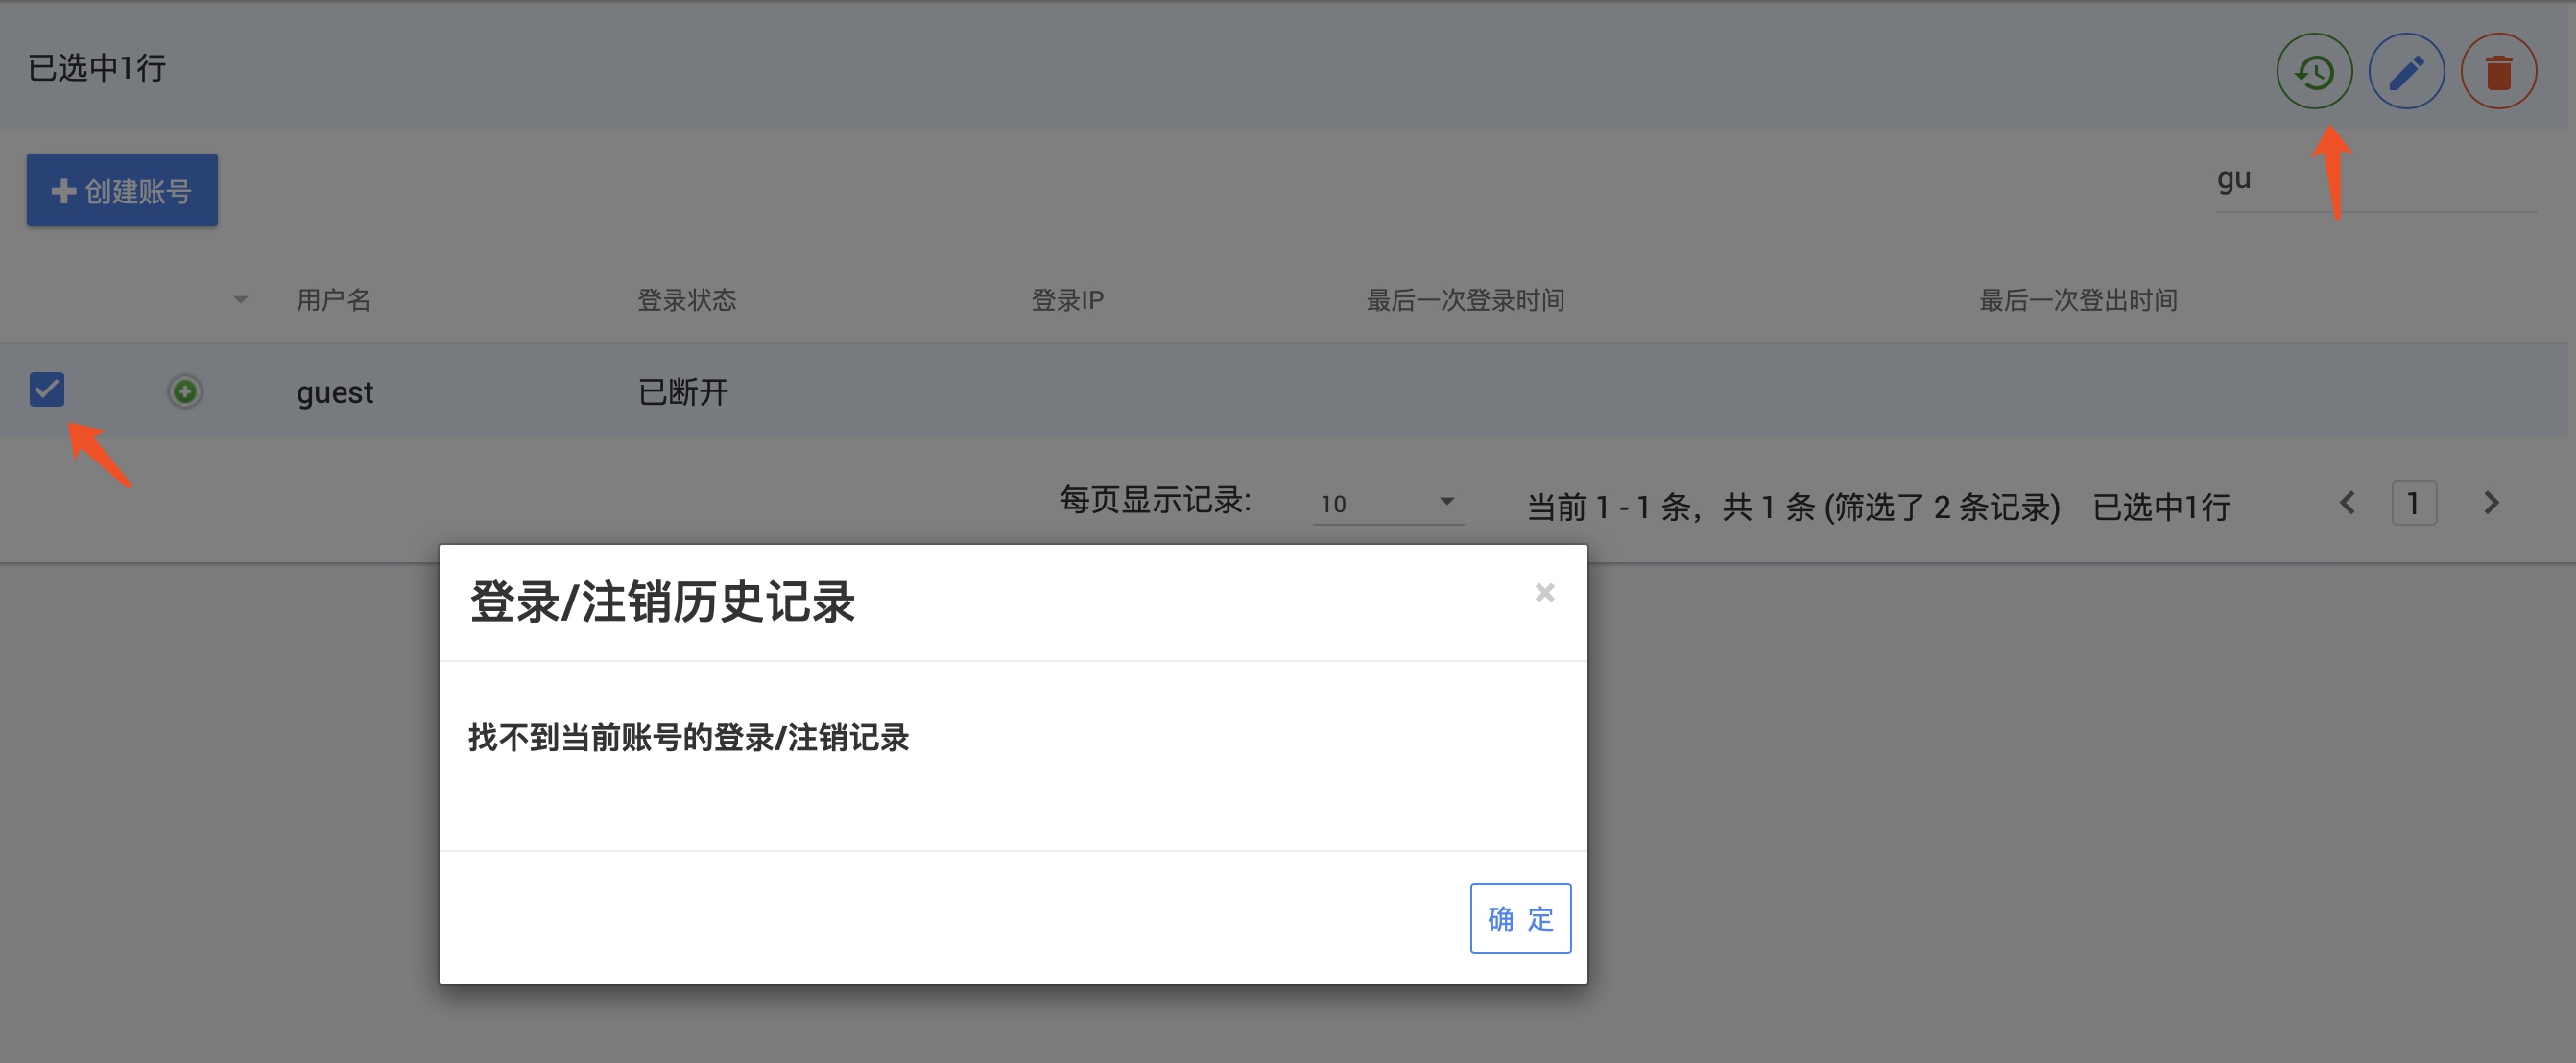 已选中1行
创建账号
gu
用户名 登录状态 登录IP 最后一次登录时间 最后一次登出时间
guest 已断开
每页显示记录: 10 当前 1 - 1 条，共 1 条 (筛选了 2 条记录) 已选中1行 1
登录/注销历史记录
×
找不到当前账号的登录/注销记录
确 定